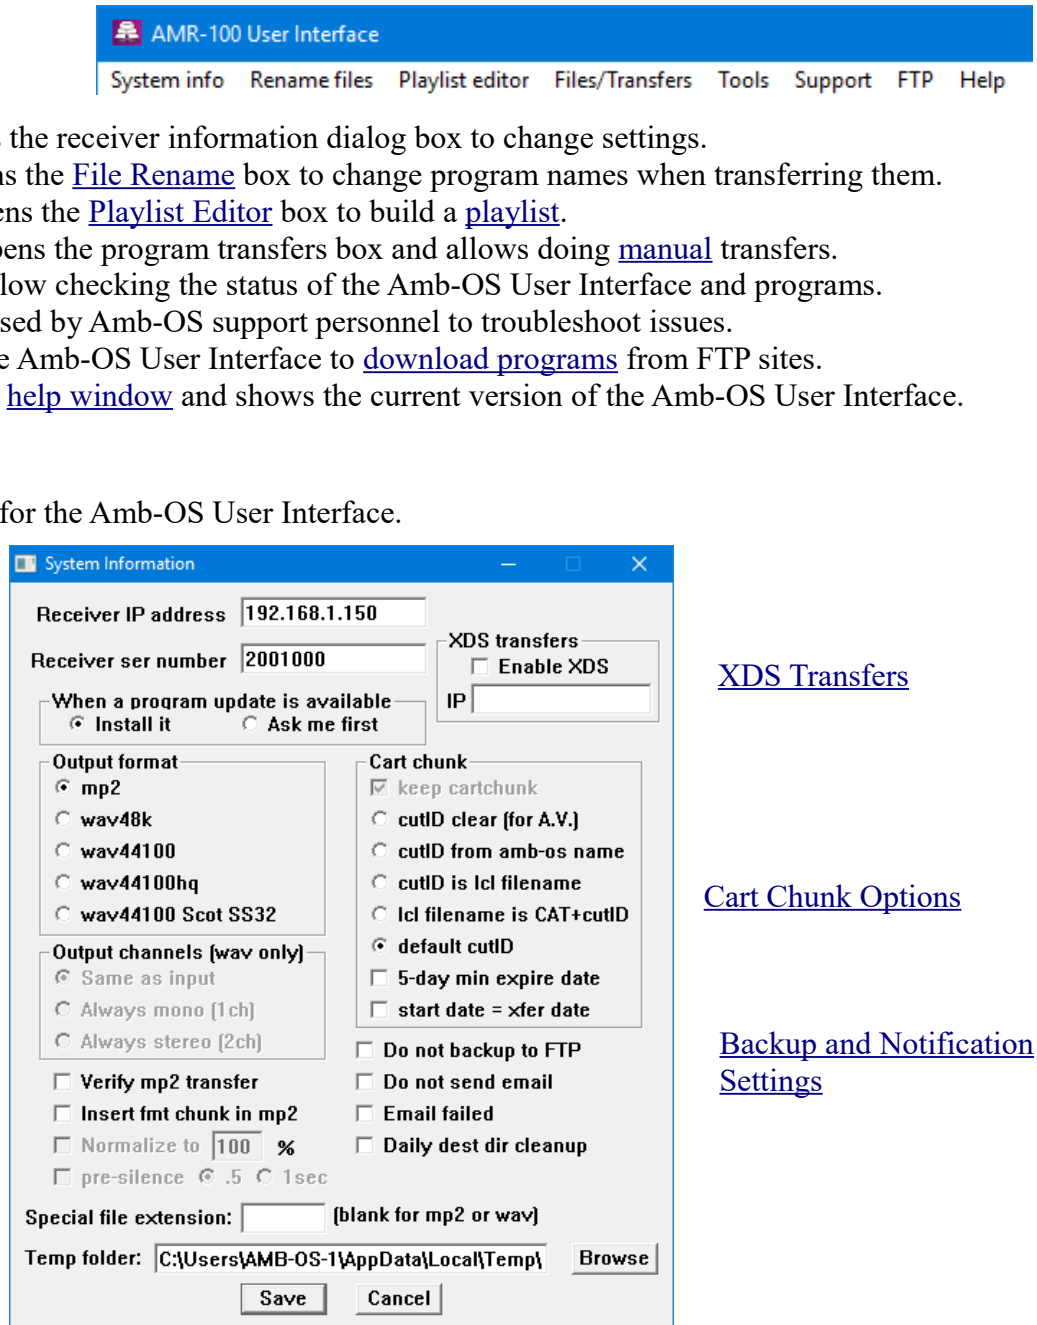 AMR-100 User Interface
System info Rename files Playlist editor Files/Transfers Tools Support FTP Help
s the receiver information dialog box to change settings.
ns the File Rename box to change program names when transferring them.
ens the Playlist Editor box to build a playlist.
pens the program transfers box and allows doing manual transfers.
low checking the status of the Amb-OS User Interface and programs.
sed by Amb-OS support personnel to troubleshoot issues.
e Amb-OS User Interface to download programs from FTP sites.
help window and shows the current version of the Amb-OS User Interface.
for the Amb-OS User Interface.
System Information
Receiver IP address 192.168.1.150
Receiver ser number 2001000
XDS transfers
Enable XDS
IP
XDS Transfers
When a program update is available
Install it Ask me first
Output format
mp2
wav48k
wav44100
wav44100hq
wav44100 Scot SS32
Cart chunk
keep cartchunk
cutID clear (for A.V.)
cutID from amb-os name
cutID is lcl filename
lcl filename is CAT+cutID
default cutID
5-day min expire date
start date = xfer date
Cart Chunk Options
Output channels (wav only)
Same as input
Always mono (1ch)
Always stereo (2ch)
Do not backup to FTP
Do not send email
Email failed
Daily dest dir cleanup
Backup and Notification
Settings
Verify mp2 transfer
Insert fmt chunk in mp2
Normalize to 100 %
pre-silence .5 1sec
Special file extension: (blank for mp2 or wav)
Temp folder: C:\Users\AMB-OS-1\AppData\Local\Temp\ Browse
Save Cancel